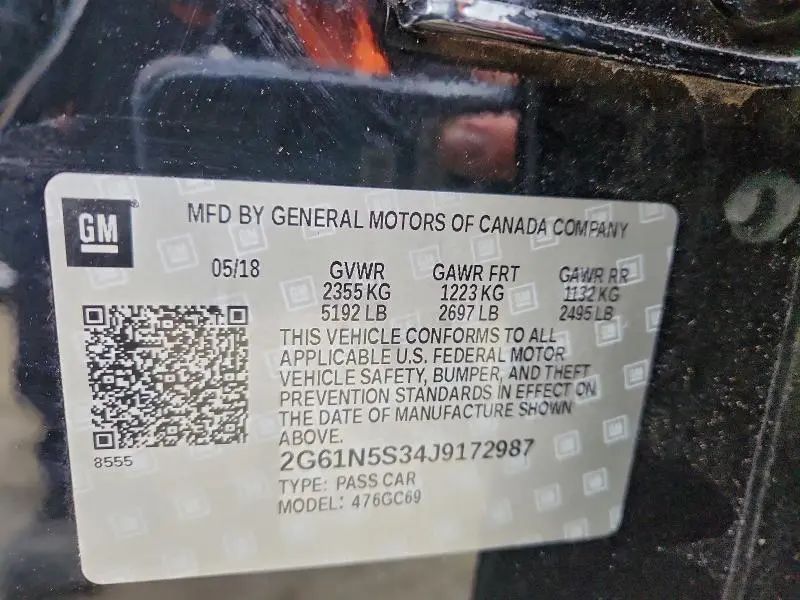 GM
MFD BY GENERAL MOTORS OF CANADA COMPANY
05/18 GVWR GAWR FRT GAWR RR
2355 KG 1223 KG 1132 KG
5192 LB 2697 LB 2495 LB
THIS VEHICLE CONFORMS TO ALL
APPLICABLE U.S. FEDERAL MOTOR
VEHICLE SAFETY, BUMPER, AND THEFT
PREVENTION STANDARDS IN EFFECT ON
THE DATE OF MANUFACTURE SHOWN
ABOVE.
8555
2G61N5S34J9172987
TYPE: PASS CAR
MODEL: 476GC69